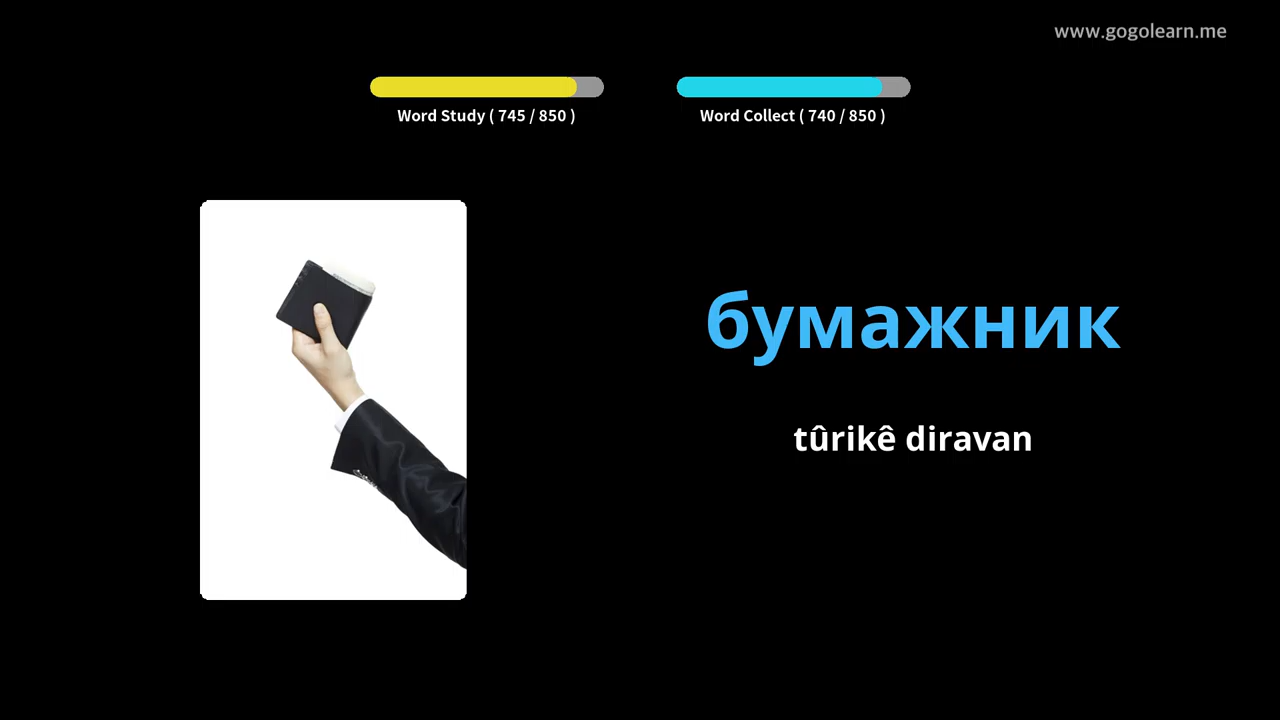 www.gogolearn.me
Word Study ( 745 / 850 )
Word Collect ( 740 / 850 )
бумажник
tûrikê diravan